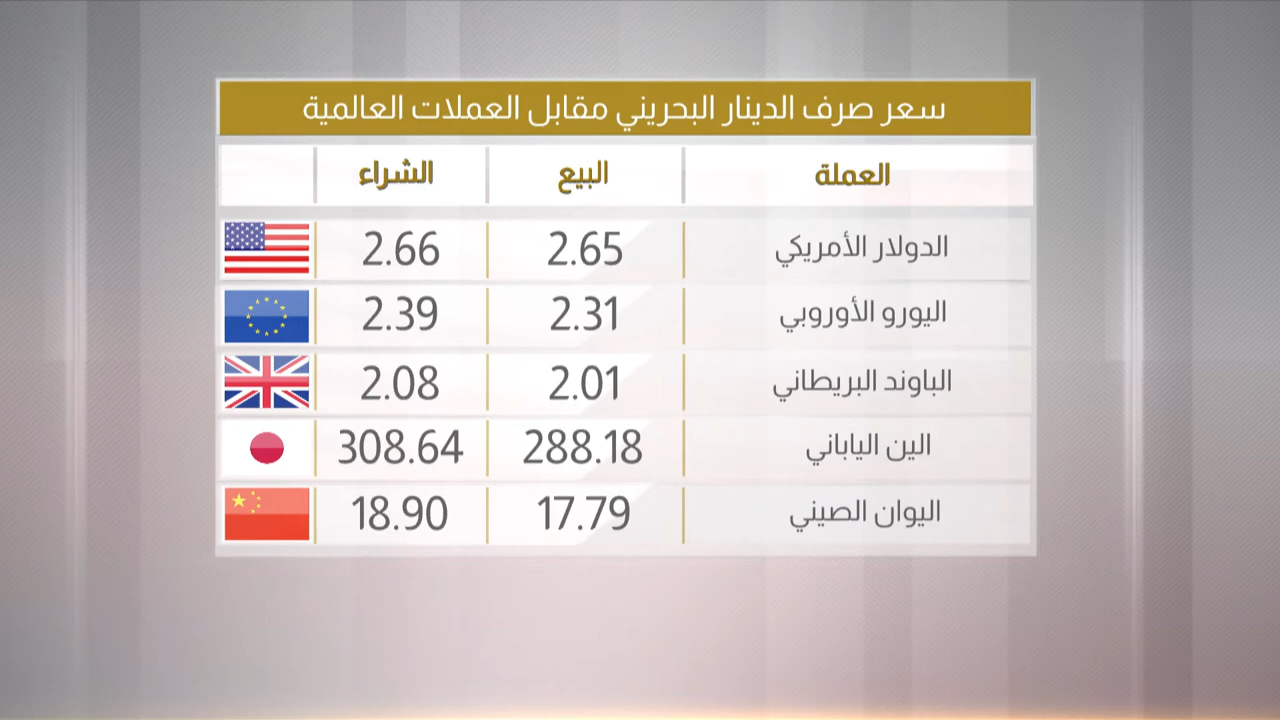 سعر صرف الدينار البحريني مقابل العملات العالمية
العملة البيع الشراء
الدولار الأمريكي 2.65 2.66
اليورو الأوروبي 2.31 2.39
الباوند البريطاني 2.01 2.08
الين الياباني 288.18 308.64
اليوان الصيني 17.79 18.90